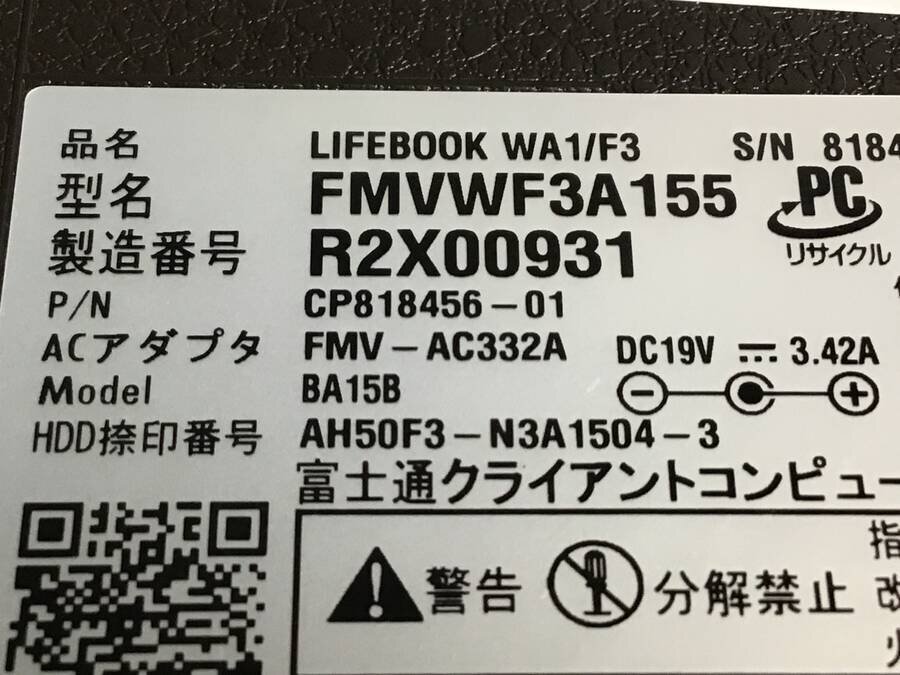 品名 LIFEBOOK WA1/F3 S/N 8184
型名 FMVWF3A155 PC
製造番号 R2X00931 リサイクル
P/N CP818456-01
ACアダプタ FMV-AC332A DC19V ⎓ 3.42A
Model BA15B
HDD捺印番号 AH50F3-N3A1504-3
富士通クライアントコンピュー
警告 分解禁止
指
改